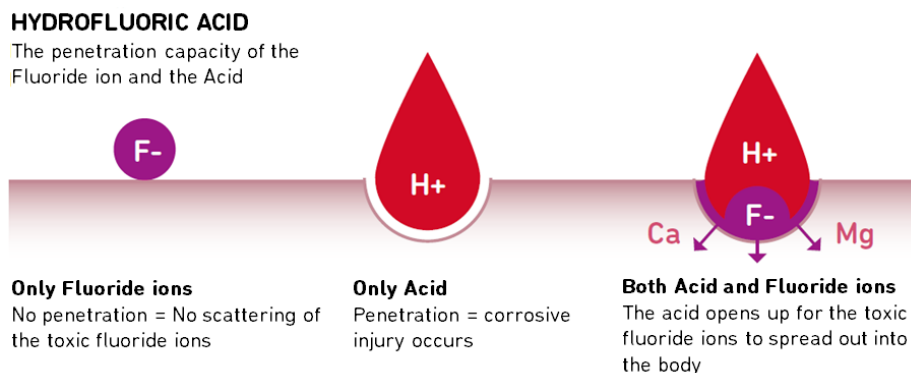 HYDROFLUORIC ACID
The penetration capacity of the
Fluoride ion and the Acid
F-
H+
H+
F-
Ca
Mg
Only Fluoride ions
No penetration = No scattering of
the toxic fluoride ions
Only Acid
Penetration = corrosive
injury occurs
Both Acid and Fluoride ions
The acid opens up for the toxic
fluoride ions to spread out into
the body